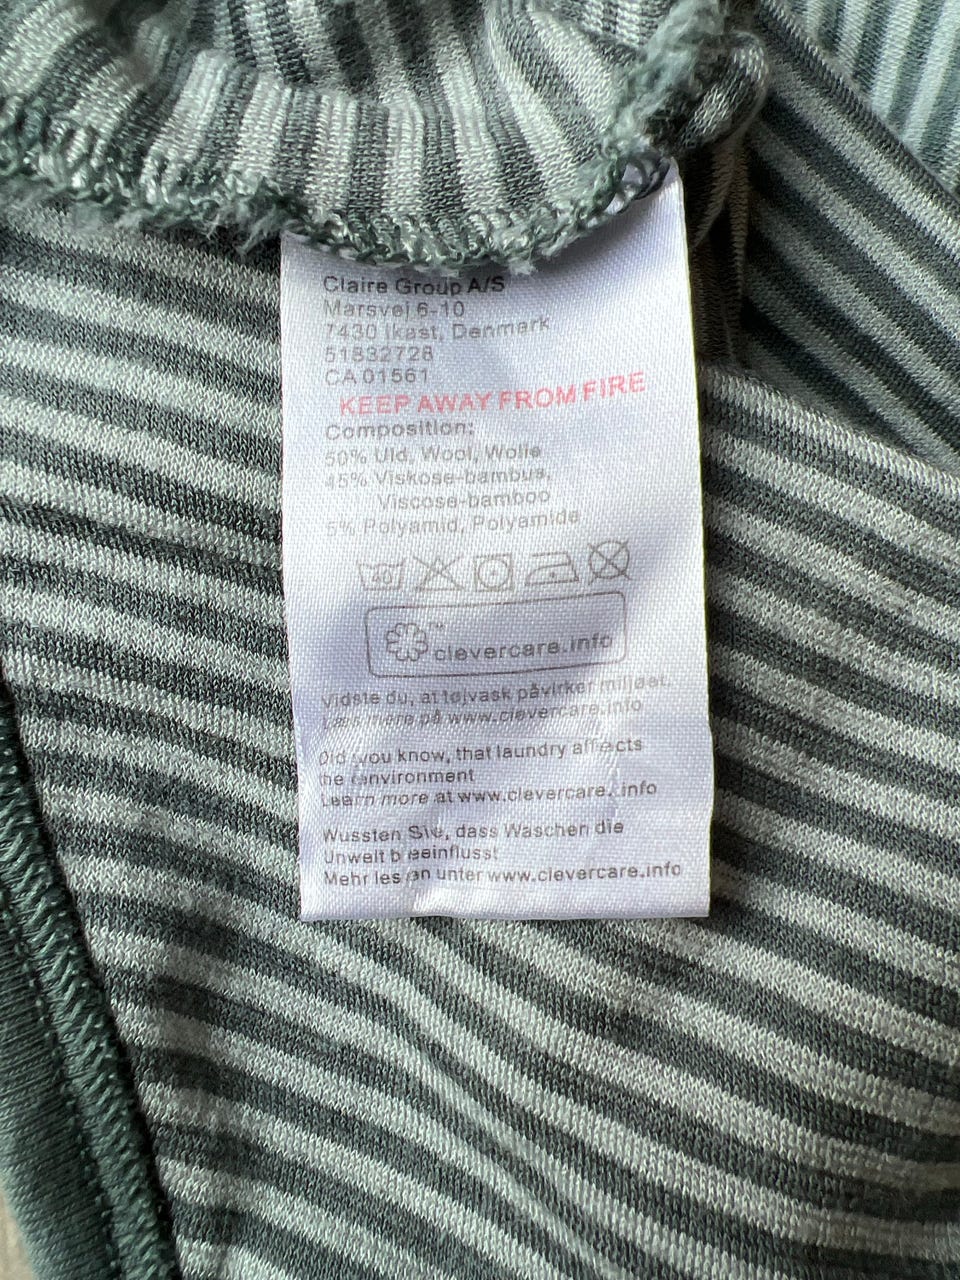 Claire Group A/S
Marsvej 6-10
7430 Ikast, Denmark
51832728
CA 01561
KEEP AWAY FROM FIRE
Composition:
50% Uld, Wool, Wolle
45% Viskose-bambus,
Viscose-bamboo
5% Polyamid, Polyamide
40
clevercare.info
Vidste du, at tøjvask påvirker miljøet.
Læs mere på www.clevercare.info
Did you know, that laundry affects
the environment
Learn more at www.clevercare.info
Wussten Sie, dass Waschen die
Umwelt beeinflusst
Mehr lesen unter www.clevercare.info